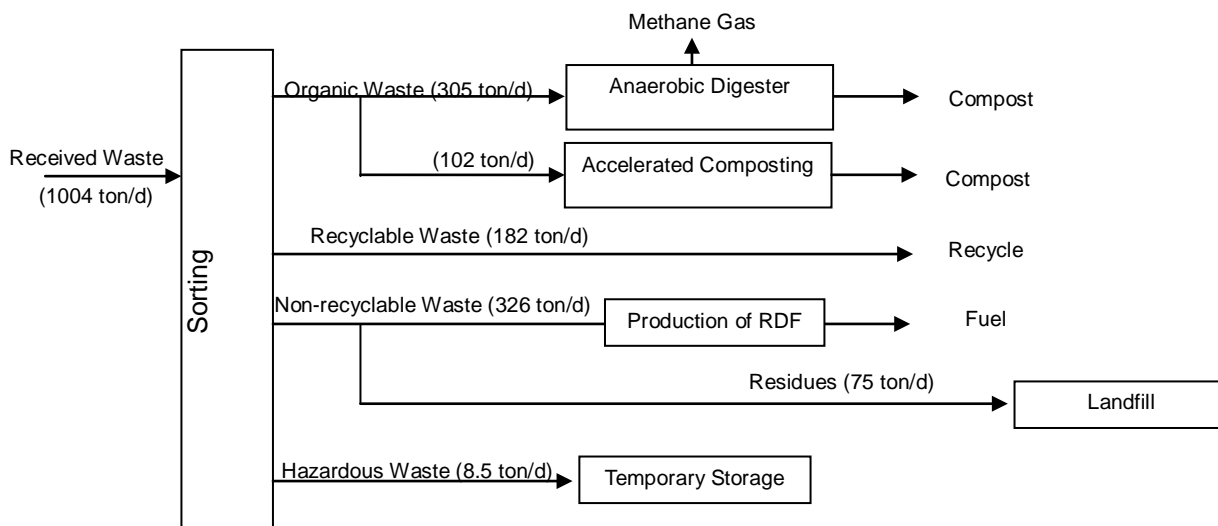 Methane Gas
Organic Waste (305 ton/d)
Anaerobic Digester
Compost
Received Waste
(1004 ton/d)
(102 ton/d)
Accelerated Composting
Compost
Sorting
Recyclable Waste (182 ton/d)
Recycle
Non-recyclable Waste (326 ton/d)
Production of RDF
Fuel
Residues (75 ton/d)
Landfill
Hazardous Waste (8.5 ton/d)
Temporary Storage